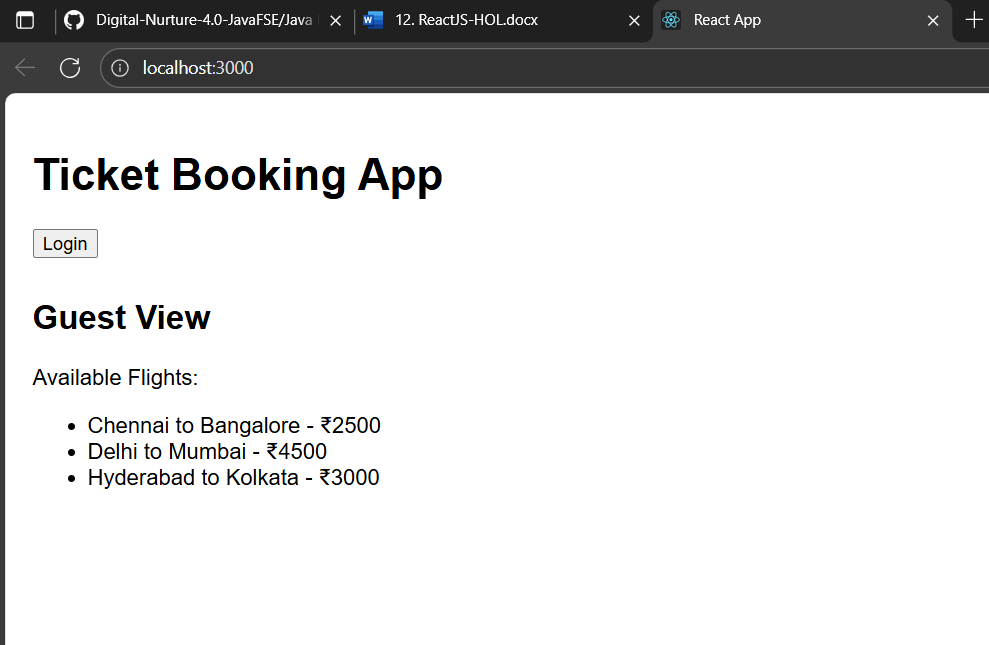 Digital-Nurture-4.0-JavaFSE/Java
12. ReactJS-HOL.docx
React App
localhost:3000
Ticket Booking App
Login
Guest View
Available Flights:
• Chennai to Bangalore - ₹2500
• Delhi to Mumbai - ₹4500
• Hyderabad to Kolkata - ₹3000